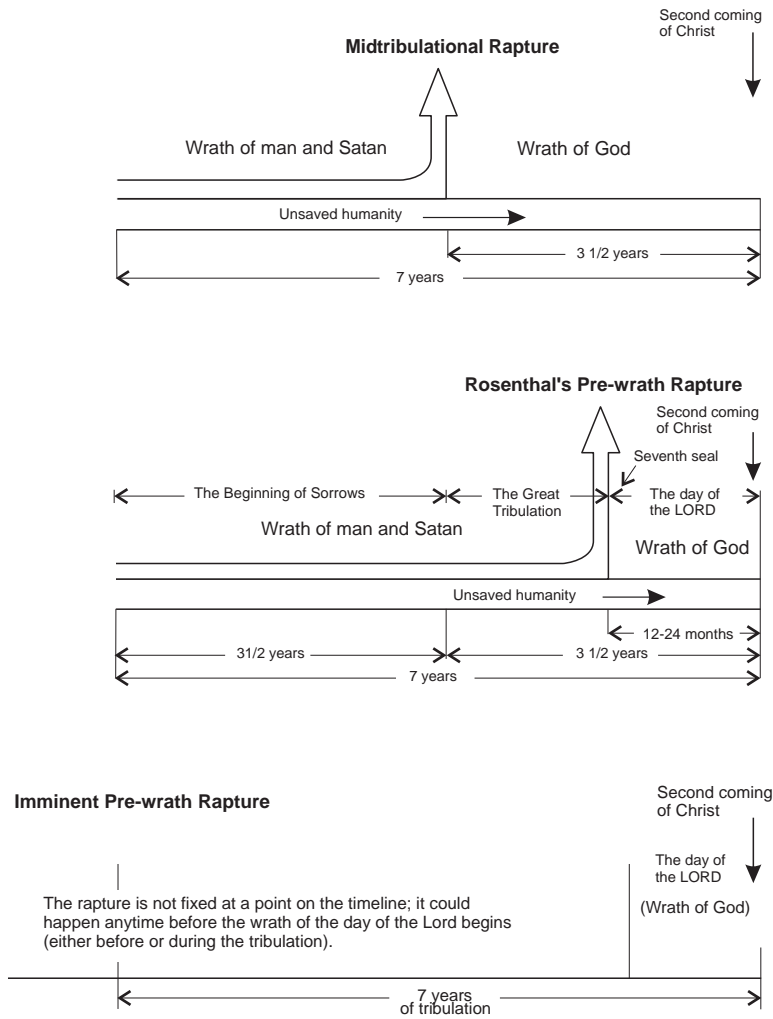 Second coming
of Christ
Midtribulational Rapture
Wrath of man and Satan
Wrath of God
Unsaved humanity
3 1/2 years
7 years
Rosenthal's Pre-wrath Rapture
Second coming
of Christ
Seventh seal
The Beginning of Sorrows
The Great
Tribulation
The day of
the LORD
Wrath of man and Satan
Wrath of God
Unsaved humanity
12-24 months
31/2 years
3 1/2 years
7 years
Imminent Pre-wrath Rapture
Second coming
of Christ
The day of
the LORD
(Wrath of God)
The rapture is not fixed at a point on the timeline; it could
happen anytime before the wrath of the day of the Lord begins
(either before or during the tribulation).
7 years
of tribulation